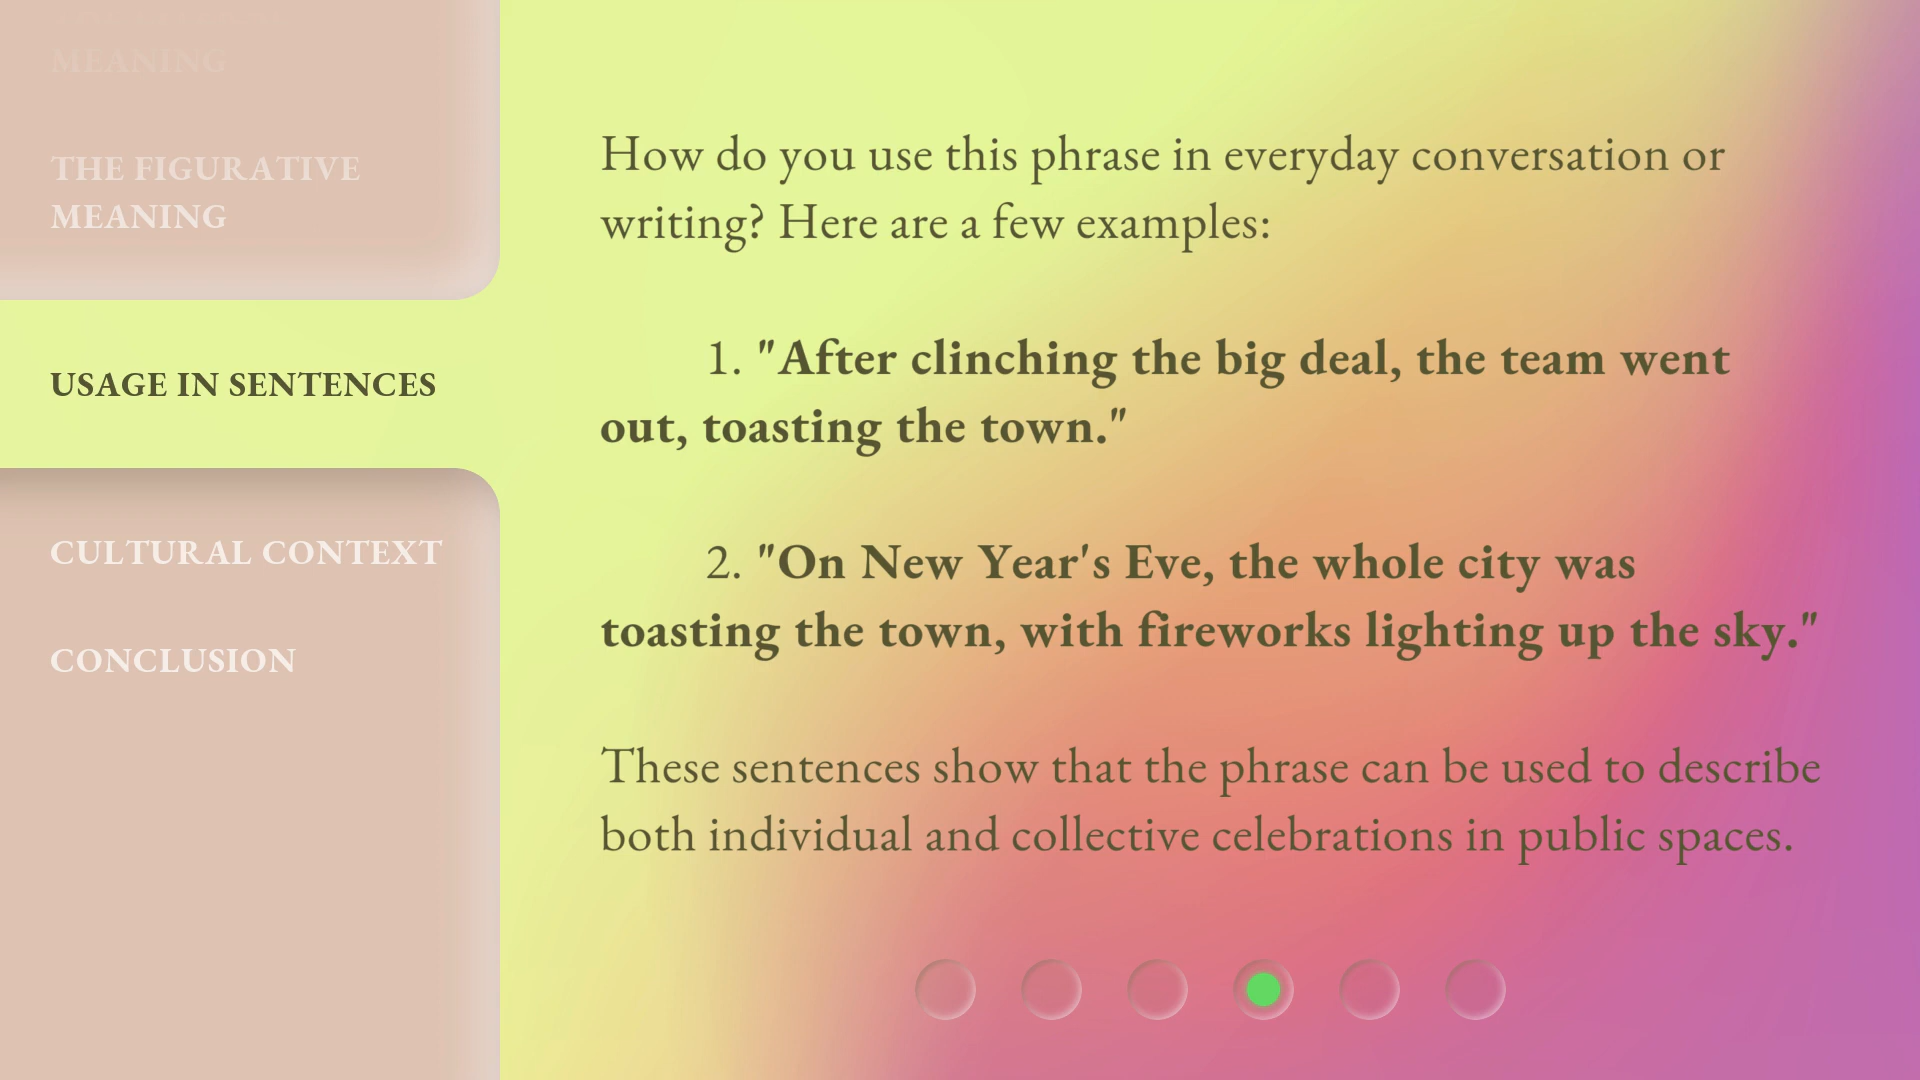 MEANING
THE FIGURATIVE
MEANING
USAGE IN SENTENCES
CULTURAL CONTEXT
CONCLUSION
How do you use this phrase in everyday conversation or
writing? Here are a few examples:
1. "After clinching the big deal, the team went
out, toasting the town."
2. "On New Year's Eve, the whole city was
toasting the town, with fireworks lighting up the sky."
These sentences show that the phrase can be used to describe
both individual and collective celebrations in public spaces.